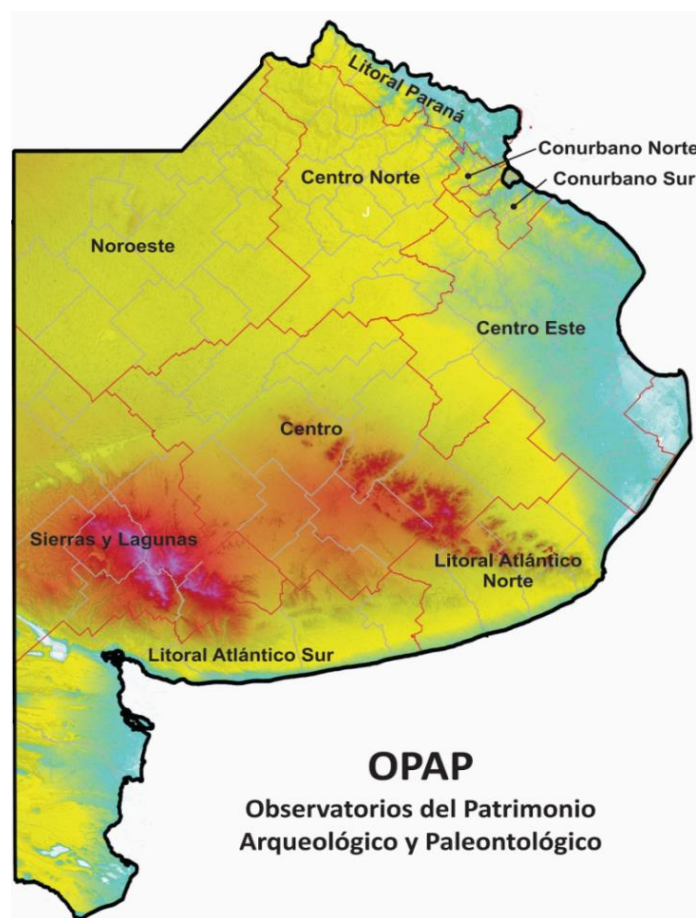 Litoral Paraná
Conurbano Norte
Centro Norte
Conurbano Sur
J
Noroeste
Centro Este
Centro
Sierras y Lagunas
Litoral Atlántico
Norte
Litoral Atlántico Sur
OPAP
Observatorios del Patrimonio
Arqueológico y Paleontológico